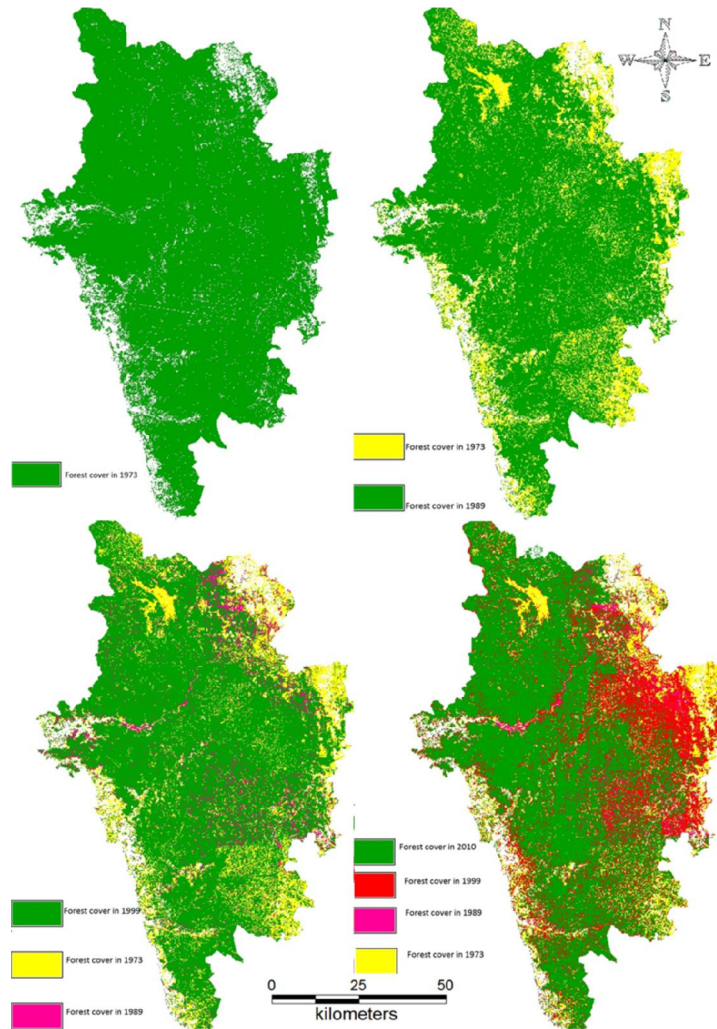 N
W E
S
Forest cover in 1973
Forest cover in 1973
Forest cover in 1989
Forest cover in 1999
Forest cover in 1973
Forest cover in 1989
Forest cover in 2010
Forest cover in 1999
Forest cover in 1989
Forest cover in 1973
0 25 50
kilometers